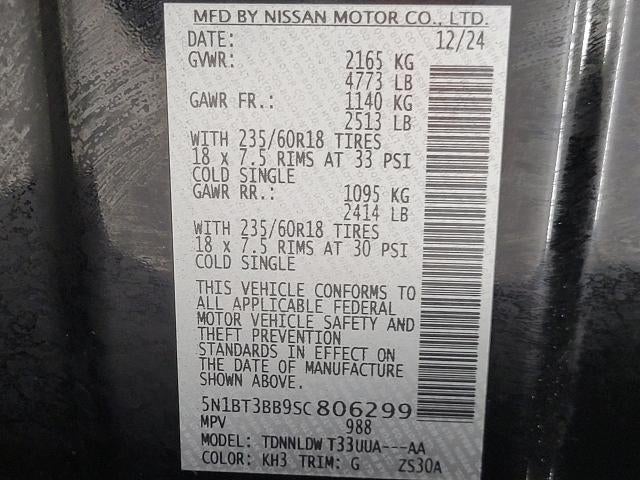 MFD BY NISSAN MOTOR CO., LTD.
DATE: 12/24
GVWR: 2165 KG
4773 LB
GAWR FR.: 1140 KG
2513 LB
WITH 235/60R18 TIRES
18 x 7.5 RIMS AT 33 PSI
COLD SINGLE
GAWR RR.: 1095 KG
2414 LB
WITH 235/60R18 TIRES
18 x 7.5 RIMS AT 30 PSI
COLD SINGLE
THIS VEHICLE CONFORMS TO
ALL APPLICABLE FEDERAL
MOTOR VEHICLE SAFETY AND
THEFT PREVENTION
STANDARDS IN EFFECT ON
THE DATE OF MANUFACTURE
SHOWN ABOVE.
5N1BT3BB9SC806299
MPV 988
MODEL: TDNNLDW T33UUA---AA
COLOR: KH3 TRIM: G ZS30A